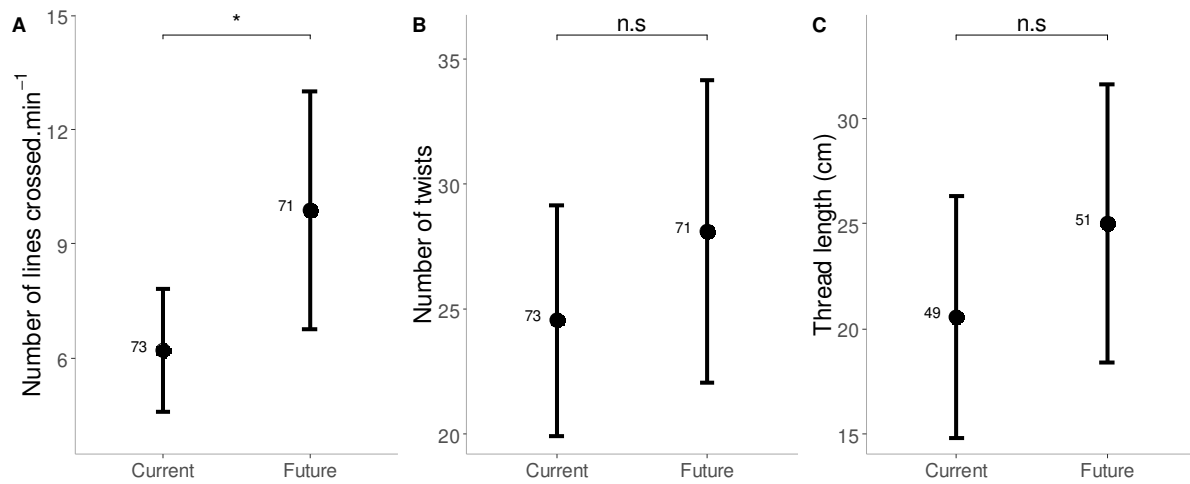 A
Number of lines crossed.min⁻¹
15
12
9
6
*
73
71
Current
Future
B
Number of twists
35
30
25
20
n.s
73
71
Current
Future
C
Thread length (cm)
30
25
20
15
n.s
49
51
Current
Future